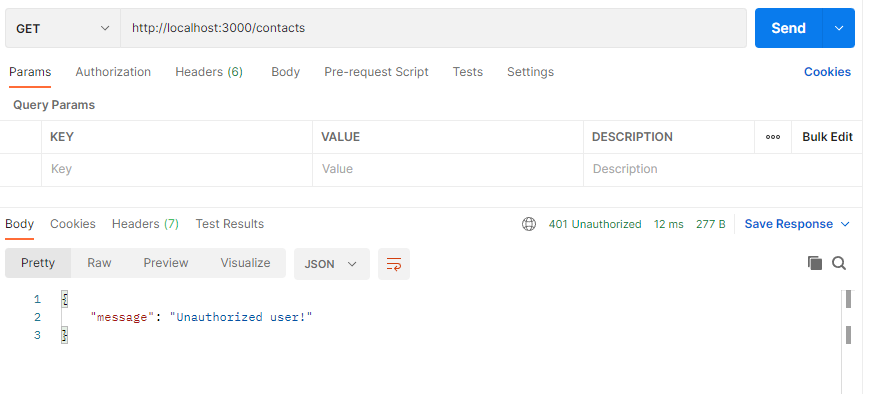 GET http://localhost:3000/contacts Send
Params Authorization Headers (6) Body Pre-request Script Tests Settings Cookies
Query Params
KEY VALUE DESCRIPTION ooo Bulk Edit
Key Value Description
Body Cookies Headers (7) Test Results 401 Unauthorized 12 ms 277 B Save Response
Pretty Raw Preview Visualize JSON
1 {
2 "message": "Unauthorized user!"
3 }